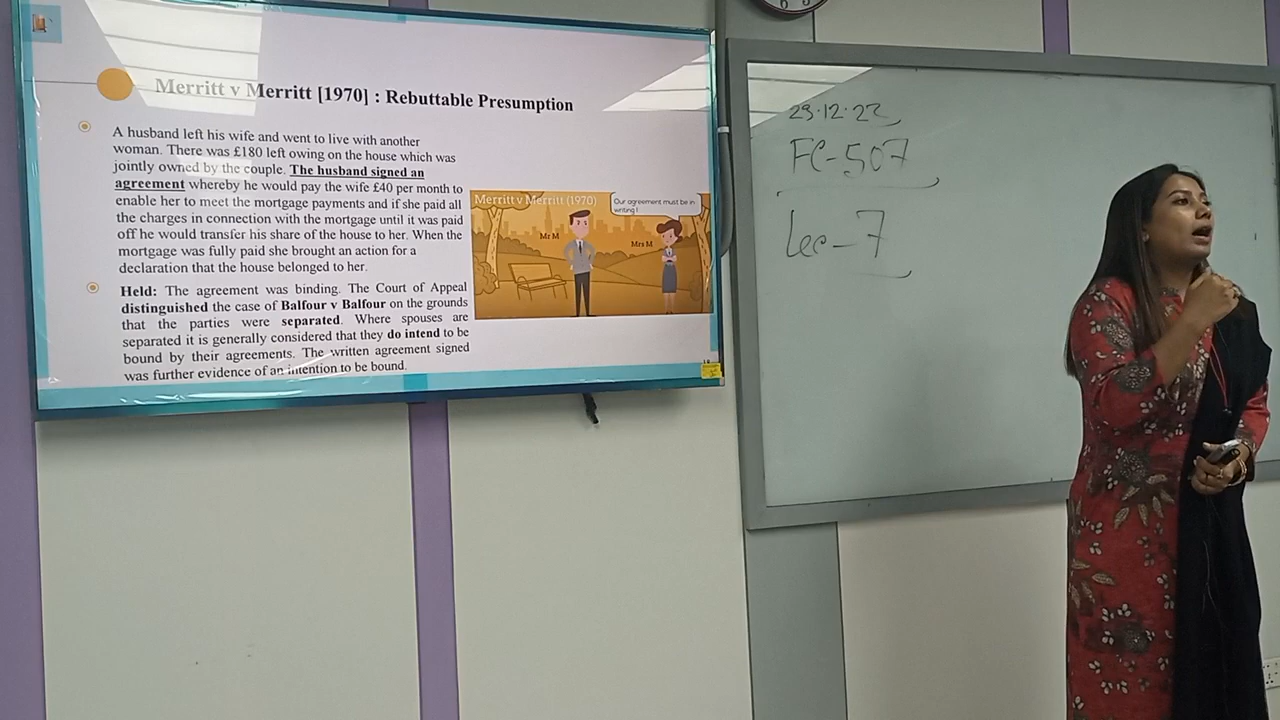 Merritt v Merritt [1970] : Rebuttable Presumption
A husband left his wife and went to live with another
woman. There was £180 left owing on the house which was
jointly owned by the couple. The husband signed an
agreement whereby he would pay the wife £40 per month to
enable her to meet the mortgage payments and if she paid all
the charges in connection with the mortgage until it was paid
off he would transfer his share of the house to her. When the
mortgage was fully paid she brought an action for a
declaration that the house belonged to her.
Held: The agreement was binding. The Court of Appeal
distinguished the case of Balfour v Balfour on the grounds
that the parties were separated. Where spouses are
separated it is generally considered that they do intend to be
bound by their agreements. The written agreement signed
was further evidence of an intention to be bound.
Merritt v Merritt (1970)
Our agreement must be in
writing !
Mr M
Mrs M
FC-507
Lec-7